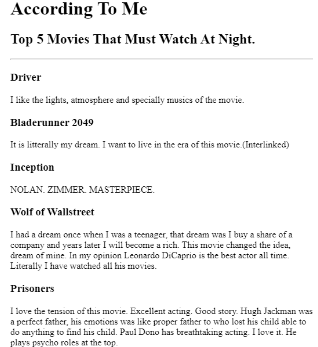 According To Me
Top 5 Movies That Must Watch At Night.
Driver
I like the lights, atmosphere and specially musics of the movie.
Bladerunner 2049
It is litterally my dream. I want to live in the era of this movie.(Interlinked)
Inception
NOLAN. ZIMMER. MASTERPIECE.
Wolf of Wallstreet
I had a dream once when I was a teenager, that dream was I buy a share of a
company and years later I will become a rich. This movie changed the idea,
dream of mine. In my opinion Leonardo DiCaprio is the best actor all time.
Literally I have watched all his movies.
Prisoners
I love the tension of this movie. Excellent acting. Good story. Hugh Jackman was
a perfect father, his emotions was like proper father to who lost his child able to
do anything to find his child. Paul Dono has breathtaking acting. I love it. He
plays psycho roles at the top.